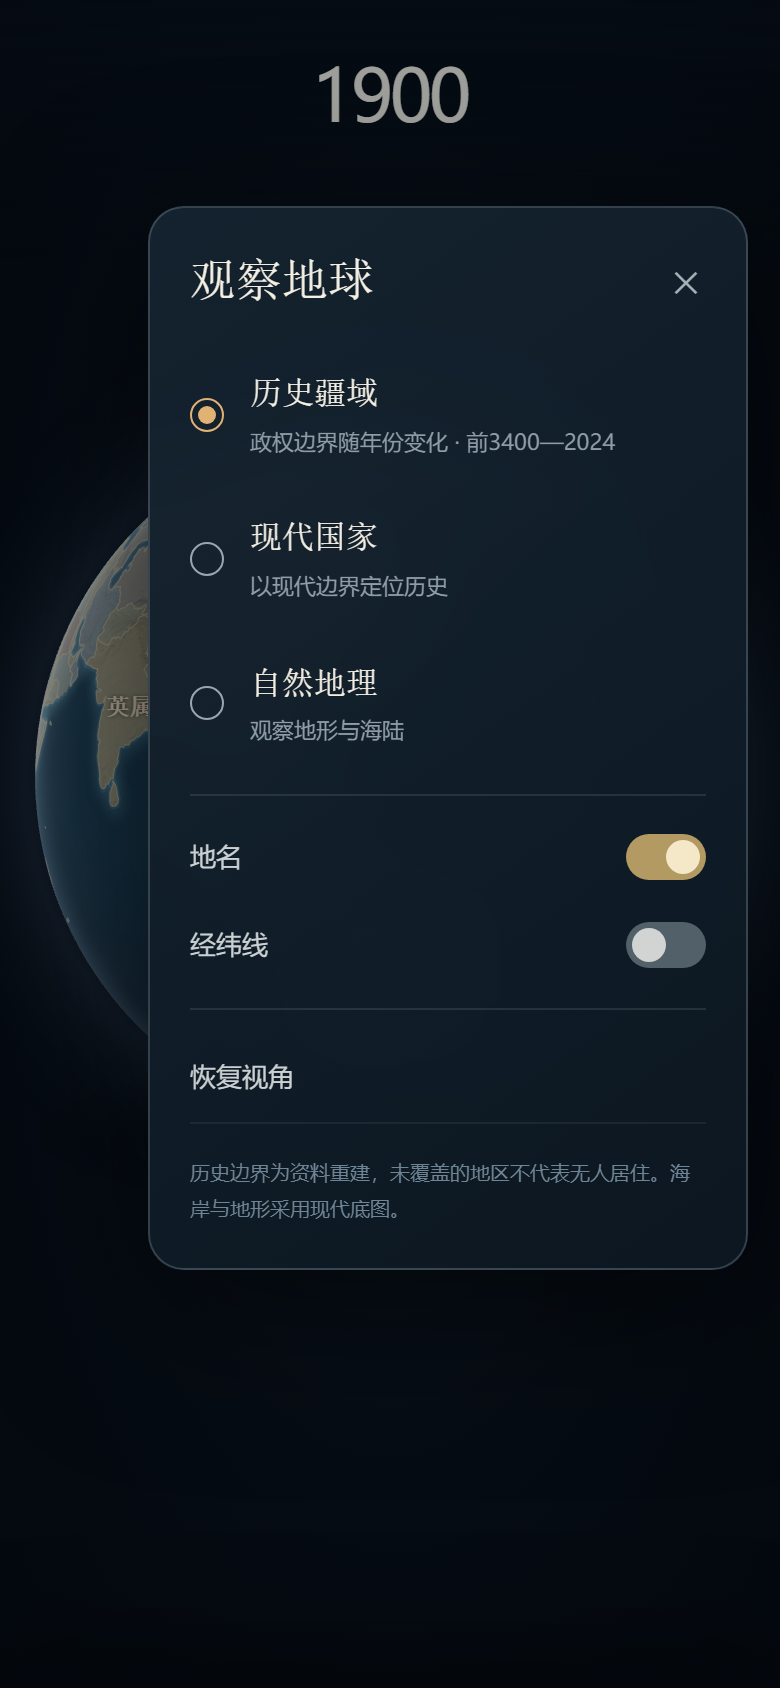 1900
观察地球
历史疆域
政权边界随年份变化 · 前3400—2024
现代国家
以现代边界定位历史
自然地理
观察地形与海陆
英属
地名
经纬线
恢复视角
历史边界为资料重建，未覆盖的地区不代表无人居住。海
岸与地形采用现代底图。